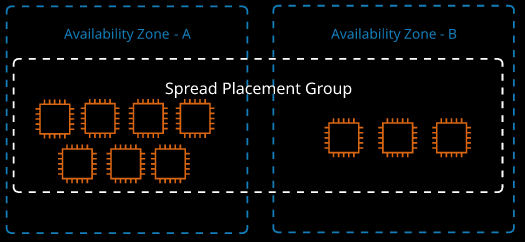 Availability Zone - A
Availability Zone - B
Spread Placement Group